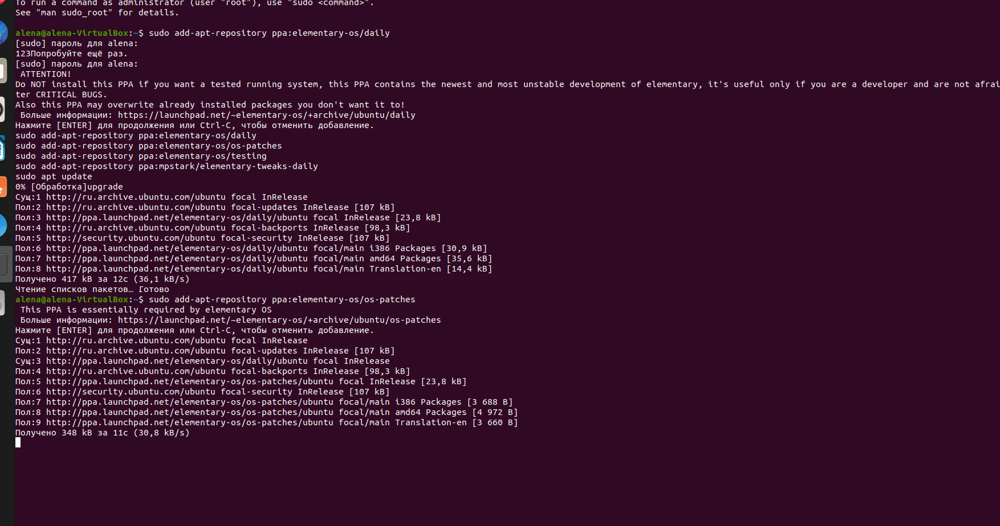 To run a command as administrator (user "root"), use "sudo <command>".
See "man sudo_root" for details.
alena@alena-VirtualBox:~$ sudo add-apt-repository ppa:elementary-os/daily
[sudo] пароль для alena:
123Попробуйте ещё раз.
[sudo] пароль для alena:
ATTENTION!
Do NOT install this PPA if you want a tested running system, this PPA contains the newest and most unstable development of elementary, it's useful only if you are a developer and are not afrai
ter CRITICAL BUGS.
Also this PPA may overwrite already installed packages you don't want it to!
Больше информации: https://launchpad.net/~elementary-os/+archive/ubuntu/daily
Нажмите [ENTER] для продолжения или Ctrl-C, чтобы отменить добавление.
sudo add-apt-repository ppa:elementary-os/daily
sudo add-apt-repository ppa:elementary-os/os-patches
sudo add-apt-repository ppa:elementary-os/testing
sudo add-apt-repository ppa:mpstark/elementary-tweaks-daily
sudo apt update
0% [Обработка]upgrade
Сущ:1 http://ru.archive.ubuntu.com/ubuntu focal InRelease
Пол:2 http://ru.archive.ubuntu.com/ubuntu focal-updates InRelease [107 kB]
Пол:3 http://ppa.launchpad.net/elementary-os/daily/ubuntu focal InRelease [23,8 kB]
Пол:4 http://ru.archive.ubuntu.com/ubuntu focal-backports InRelease [98,3 kB]
Пол:5 http://security.ubuntu.com/ubuntu focal-security InRelease [107 kB]
Пол:6 http://ppa.launchpad.net/elementary-os/daily/ubuntu focal/main i386 Packages [30,9 kB]
Пол:7 http://ppa.launchpad.net/elementary-os/daily/ubuntu focal/main amd64 Packages [35,6 kB]
Пол:8 http://ppa.launchpad.net/elementary-os/daily/ubuntu focal/main Translation-en [14,4 kB]
Получено 417 kB за 12с (36,1 kB/s)
Чтение списков пакетов… Готово
alena@alena-VirtualBox:~$ sudo add-apt-repository ppa:elementary-os/os-patches
This PPA is essentially required by elementary OS
Больше информации: https://launchpad.net/~elementary-os/+archive/ubuntu/os-patches
Нажмите [ENTER] для продолжения или Ctrl-C, чтобы отменить добавление.
Сущ:1 http://ru.archive.ubuntu.com/ubuntu focal InRelease
Пол:2 http://ru.archive.ubuntu.com/ubuntu focal-updates InRelease [107 kB]
Сущ:3 http://ppa.launchpad.net/elementary-os/daily/ubuntu focal InRelease
Пол:4 http://ru.archive.ubuntu.com/ubuntu focal-backports InRelease [98,3 kB]
Пол:5 http://ppa.launchpad.net/elementary-os/os-patches/ubuntu focal InRelease [23,8 kB]
Пол:6 http://security.ubuntu.com/ubuntu focal-security InRelease [107 kB]
Пол:7 http://ppa.launchpad.net/elementary-os/os-patches/ubuntu focal/main i386 Packages [3 688 B]
Пол:8 http://ppa.launchpad.net/elementary-os/os-patches/ubuntu focal/main amd64 Packages [4 972 B]
Пол:9 http://ppa.launchpad.net/elementary-os/os-patches/ubuntu focal/main Translation-en [3 660 B]
Получено 348 kB за 11с (30,8 kB/s)